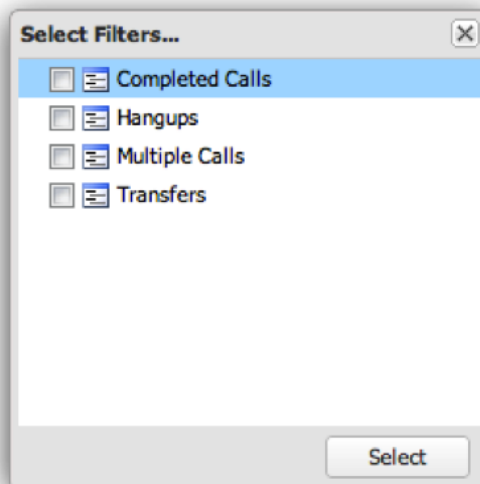 Select Filters...
Completed Calls
Hangups
Multiple Calls
Transfers
Select